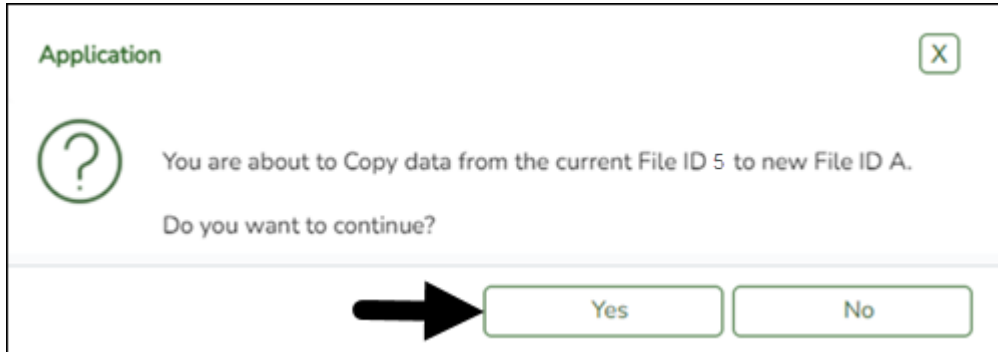 Application
X
?
You are about to Copy data from the current File ID 5 to new File ID A.
Do you want to continue?
Yes
No